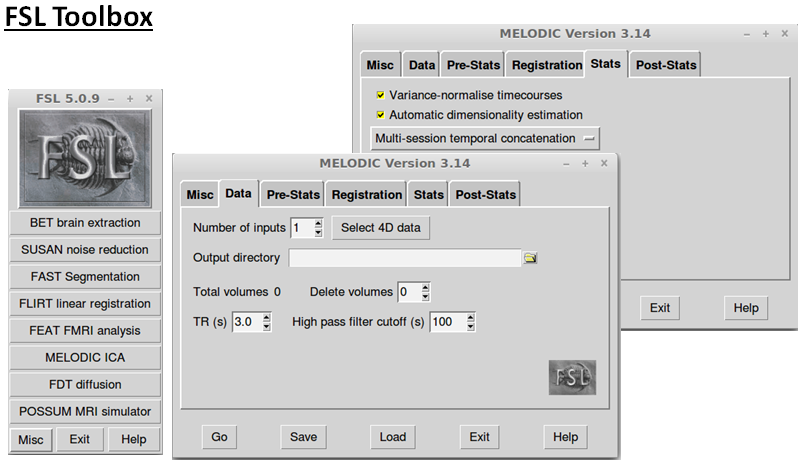 FSL Toolbox
FSL 5.0.9
FSL
BET brain extraction
SUSAN noise reduction
FAST Segmentation
FLIRT linear registration
FEAT FMRI analysis
MELODIC ICA
FDT diffusion
POSSUM MRI simulator
Misc Exit Help
MELODIC Version 3.14
Misc Data Pre-Stats Registration Stats Post-Stats
Variance-normalise timecourses
Automatic dimensionality estimation
Multi-session temporal concatenation
Exit Help
MELODIC Version 3.14
Misc Data Pre-Stats Registration Stats Post-Stats
Number of inputs 1 Select 4D data
Output directory
Total volumes 0 Delete volumes 0
TR (s) 3.0 High pass filter cutoff (s) 100
FSL
Go Save Load Exit Help